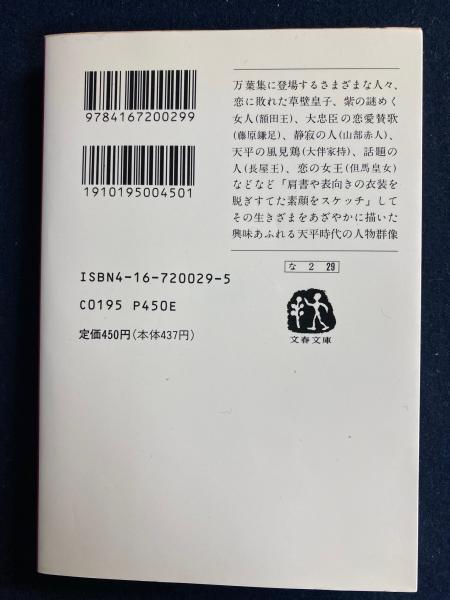 9784167200299
1910195004501
ISBN4-16-720029-5
C0195 P450E
定価450円(本体437円)
万葉集に登場するさまざまな人々、
恋に敗れた草壁皇子、紫の謎めく
女人(額田王)、大忠臣の恋愛賛歌
(藤原鎌足)、静寂の人(山部赤人)、
天平の風見鶏(大伴家持)、話題の
人(長屋王)、恋の女王(但馬皇女)
などなど「肩書や表向きの衣装を
脱ぎすてた素顔をスケッチ」して
その生きざまをあざやかに描いた
興味あふれる天平時代の人物群像
な 2 29
文春文庫